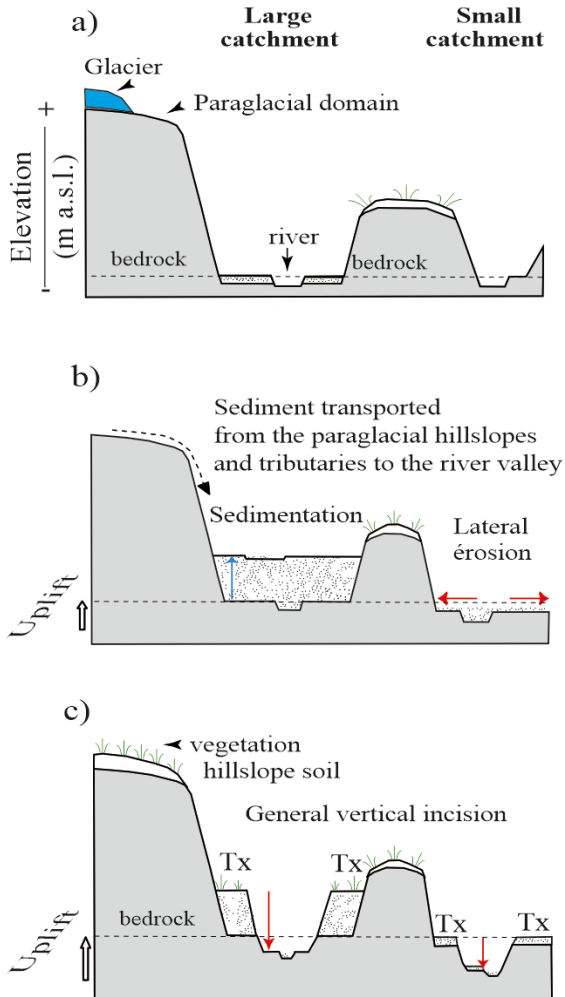 a)
Large
catchment
Small
catchment
Glacier
Paraglacial domain
+
Elevation
(m a.s.l.)
-
river
bedrock
bedrock
b)
Sediment transported
from the paraglacial hillslopes
and tributaries to the river valley
Sedimentation
Lateral
érosion
Uplift
c)
vegetation
hillslope soil
General vertical incision
Tx
Tx
Tx
Tx
bedrock
Uplift